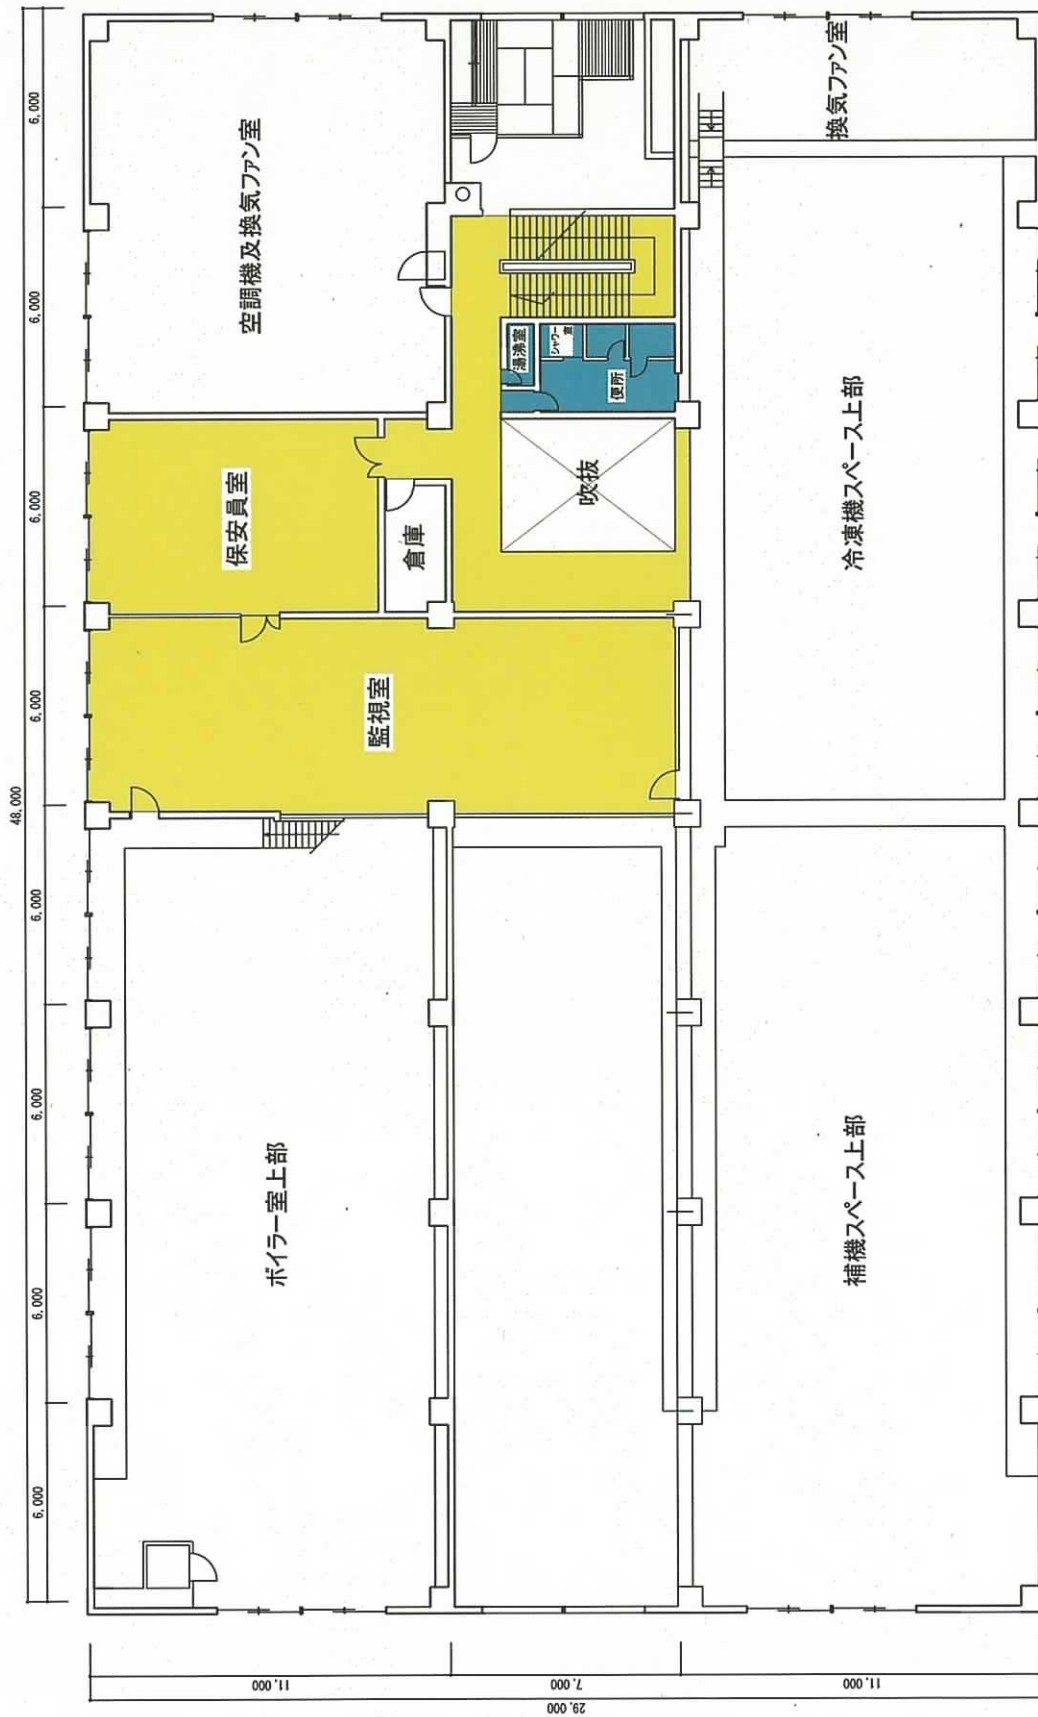 48,000
6,000
6,000
6,000
6,000
6,000
6,000
6,000
6,000
空調機及換気ファン室
換気ファン室
湯沸室
シャワー室
便所
保安員室
倉庫
吹抜
監視室
冷凍機スペース上部
ボイラー室上部
補機スペース上部
11,000
7,000
11,000
29,000